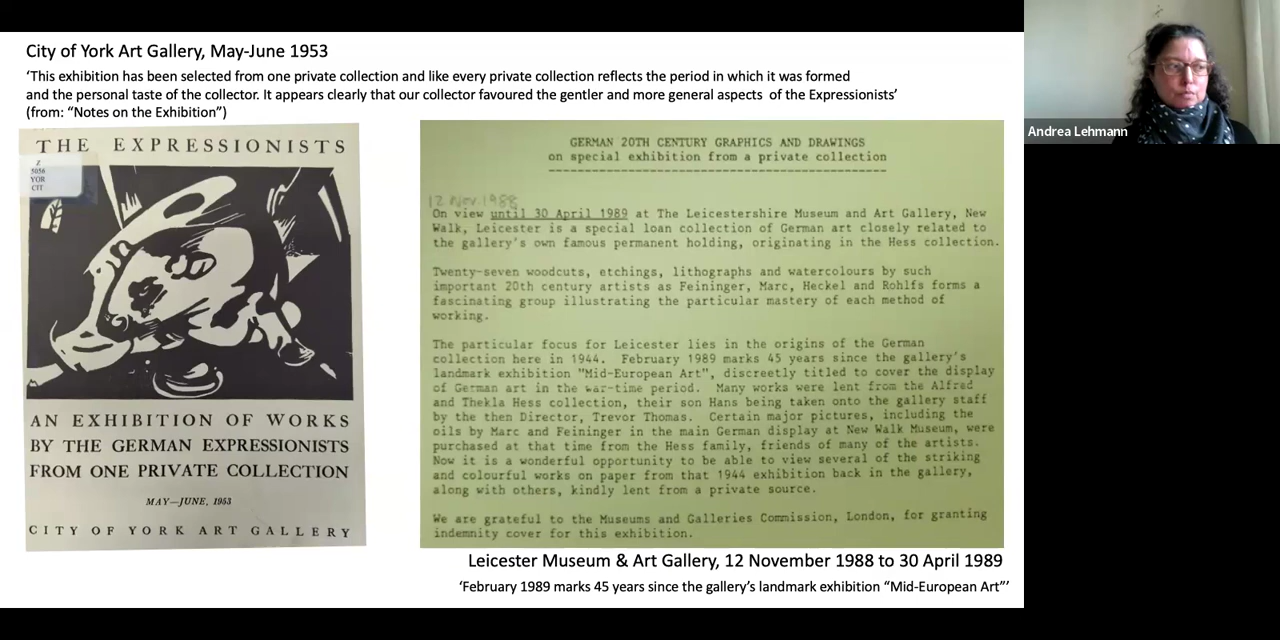 City of York Art Gallery, May-June 1953
‘This exhibition has been selected from one private collection and like every private collection reflects the period in which it was formed
and the personal taste of the collector. It appears clearly that our collector favoured the gentler and more general aspects of the Expressionists’
(from: “Notes on the Exhibition”)
THE EXPRESSIONISTS
Z
5056
YOR
CIT
AN EXHIBITION OF WORKS
BY THE GERMAN EXPRESSIONISTS
FROM ONE PRIVATE COLLECTION
MAY—JUNE, 1953
CITY OF YORK ART GALLERY
GERMAN 20TH CENTURY GRAPHICS AND DRAWINGS
on special exhibition from a private collection
12 Nov. 1988
On view until 30 April 1989 at The Leicestershire Museum and Art Gallery, New
Walk, Leicester is a special loan collection of German art closely related to
the gallery's own famous permanent holding, originating in the Hess collection.
Twenty-seven woodcuts, etchings, lithographs and watercolours by such
important 20th century artists as Feininger, Marc, Heckel and Rohlfs forms a
fascinating group illustrating the particular mastery of each method of
working.
The particular focus for Leicester lies in the origins of the German
collection here in 1944. February 1989 marks 45 years since the gallery's
landmark exhibition "Mid-European Art", discreetly titled to cover the display
of German art in the war-time period. Many works were lent from the Alfred
and Thekla Hess collection, their son Hans being taken onto the gallery staff
by the then Director, Trevor Thomas. Certain major pictures, including the
oils by Marc and Feininger in the main German display at New Walk Museum, were
purchased at that time from the Hess family, friends of many of the artists.
Now it is a wonderful opportunity to be able to view several of the striking
and colourful works on paper from that 1944 exhibition back in the gallery,
along with others, kindly lent from a private source.
We are grateful to the Museums and Galleries Commission, London, for granting
indemnity cover for this exhibition.
Leicester Museum & Art Gallery, 12 November 1988 to 30 April 1989
‘February 1989 marks 45 years since the gallery’s landmark exhibition “Mid-European Art”’
Andrea Lehmann